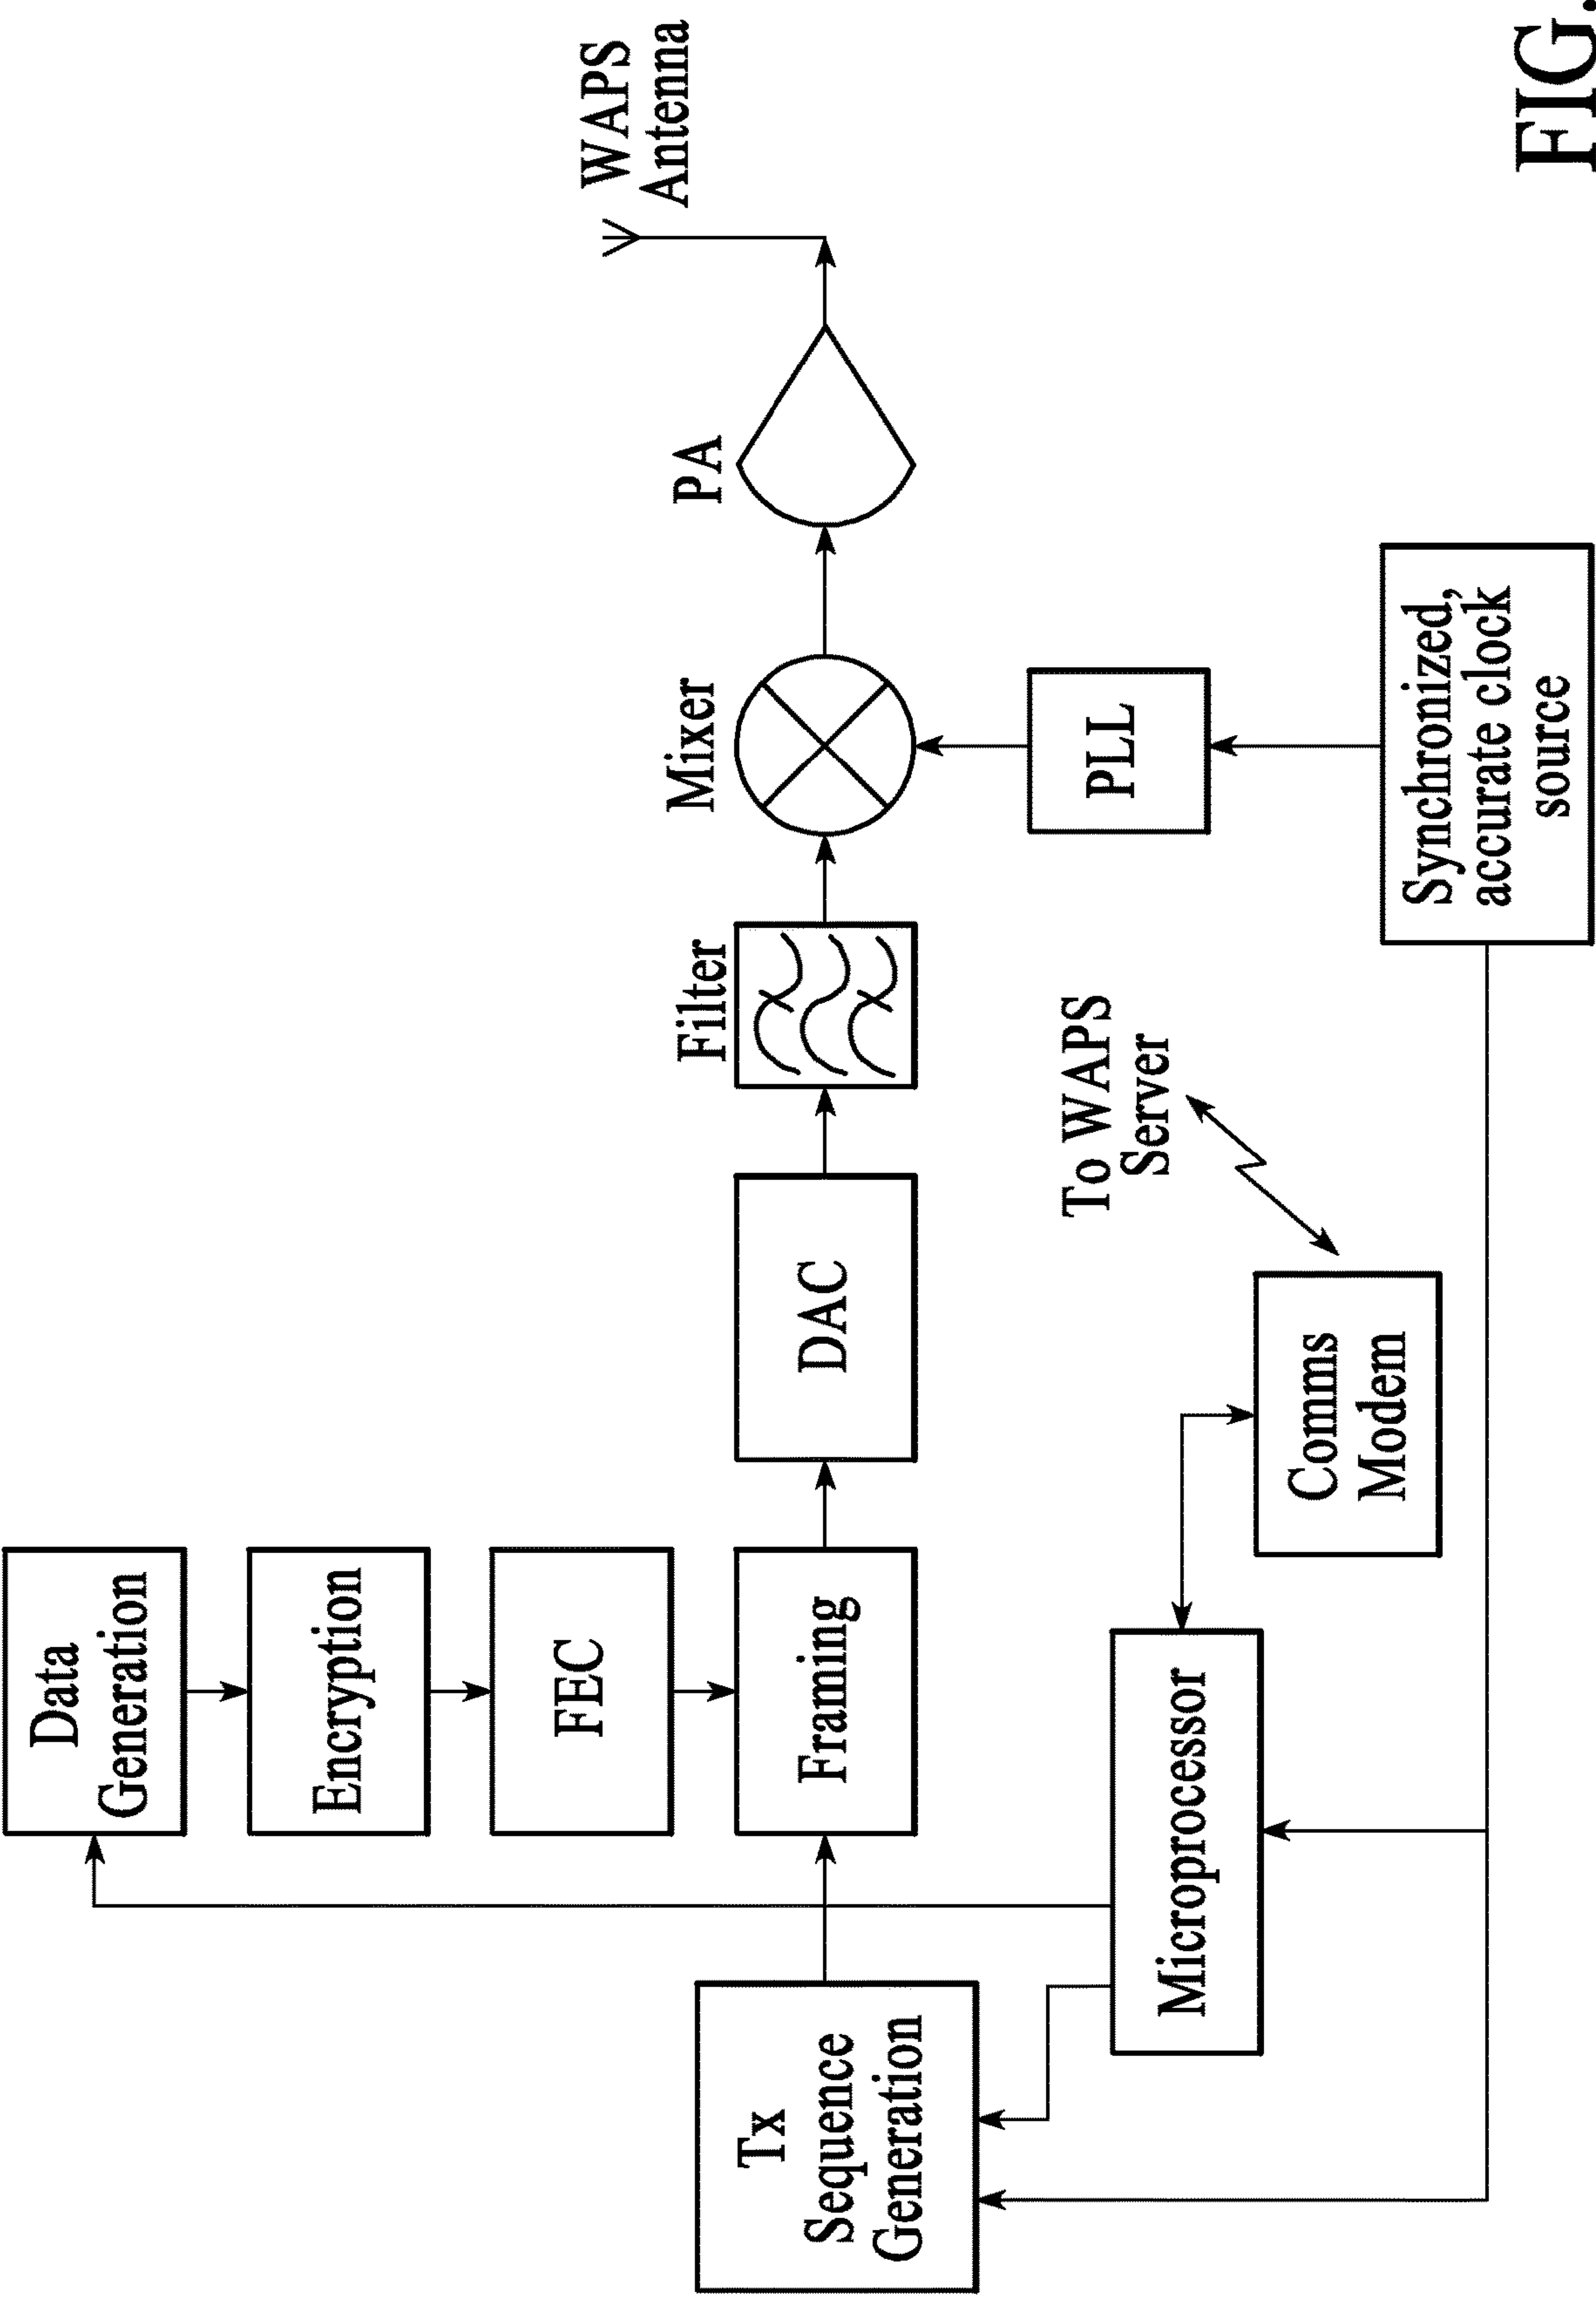 Data
Generation
Encryption
FEC
Tx
Sequence
Generation
Framing
DAC
Filter
Mixer
PA
WAPS
Antenna
Microprocessor
Comms
Modem
To WAPS
Server
PLL
Synchronized,
accurate clock
source
FIG.